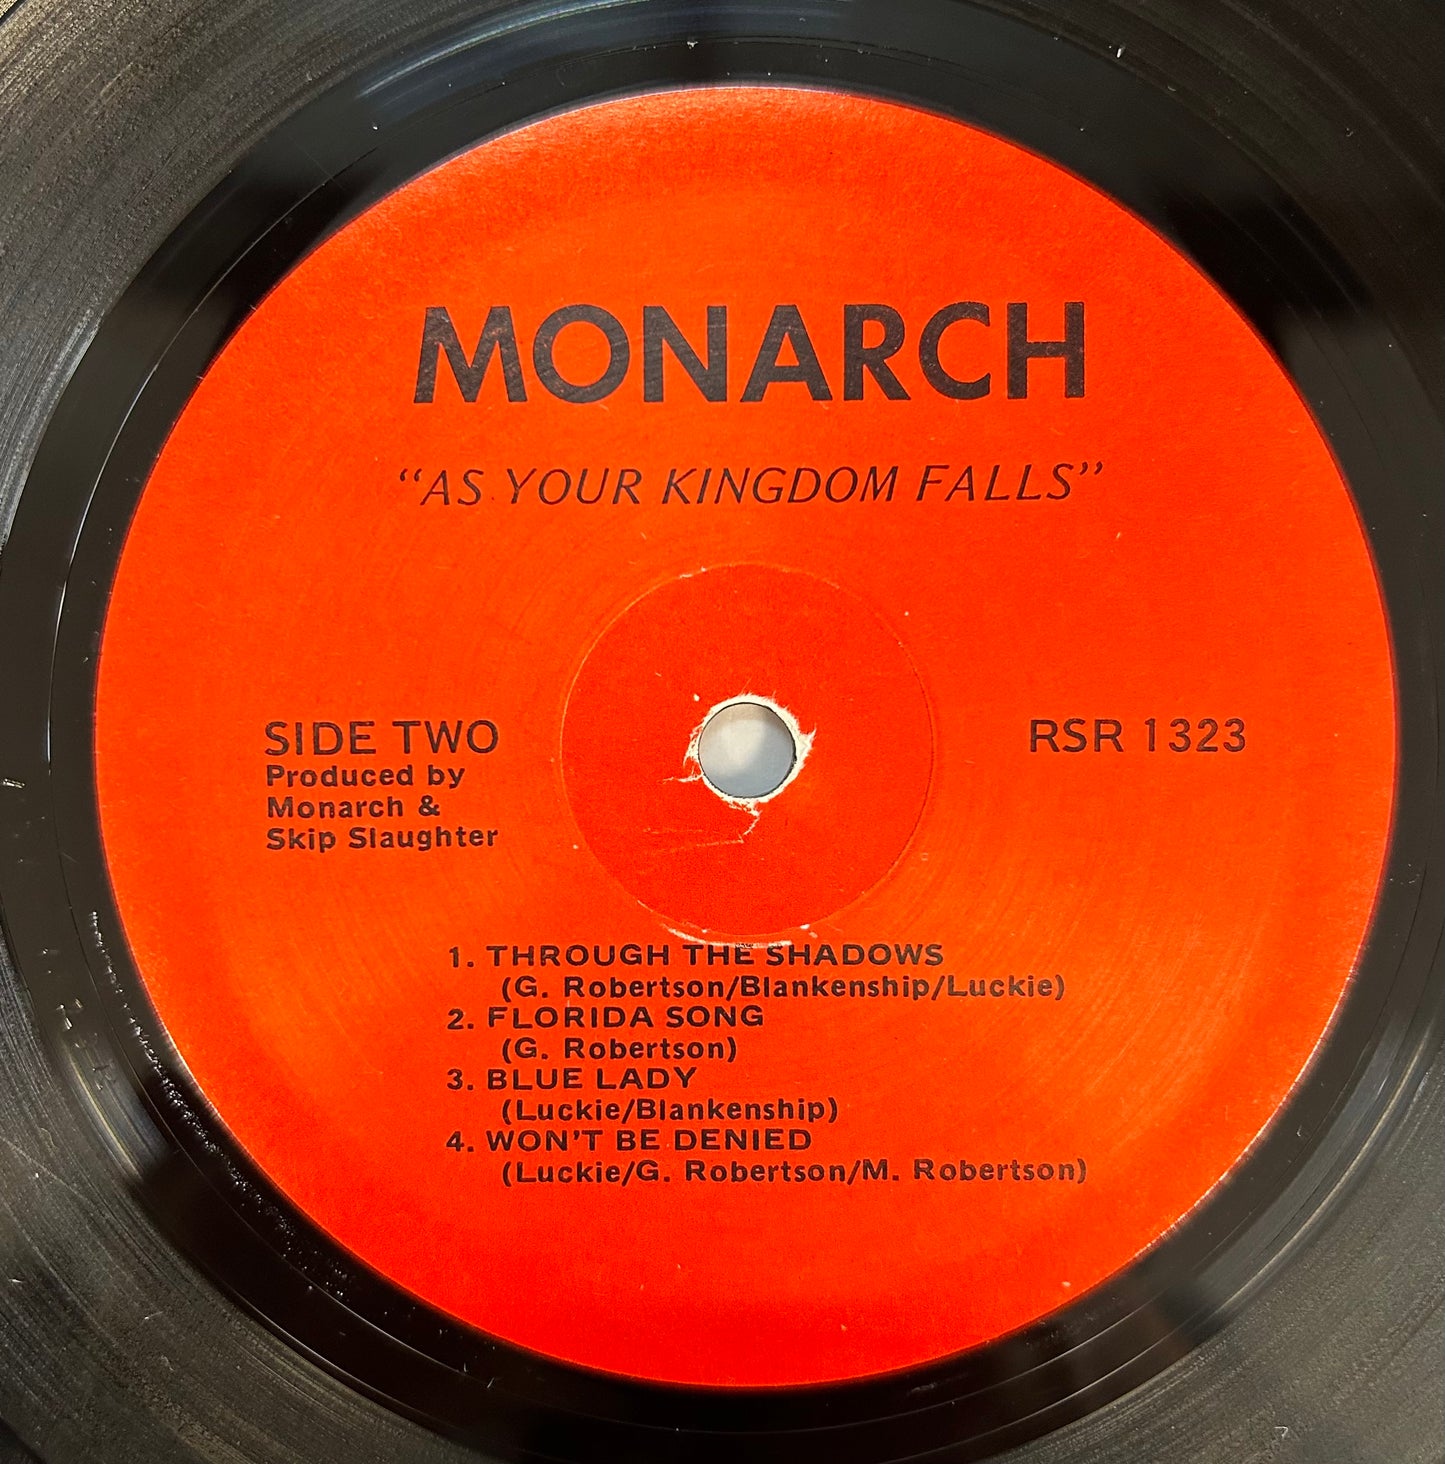 MONARCH
“AS YOUR KINGDOM FALLS”
SIDE TWO
Produced by
Monarch &
Skip Slaughter
RSR 1323
1. THROUGH THE SHADOWS
(G. Robertson/Blankenship/Luckie)
2. FLORIDA SONG
(G. Robertson)
3. BLUE LADY
(Luckie/Blankenship)
4. WON'T BE DENIED
(Luckie/G. Robertson/M. Robertson)